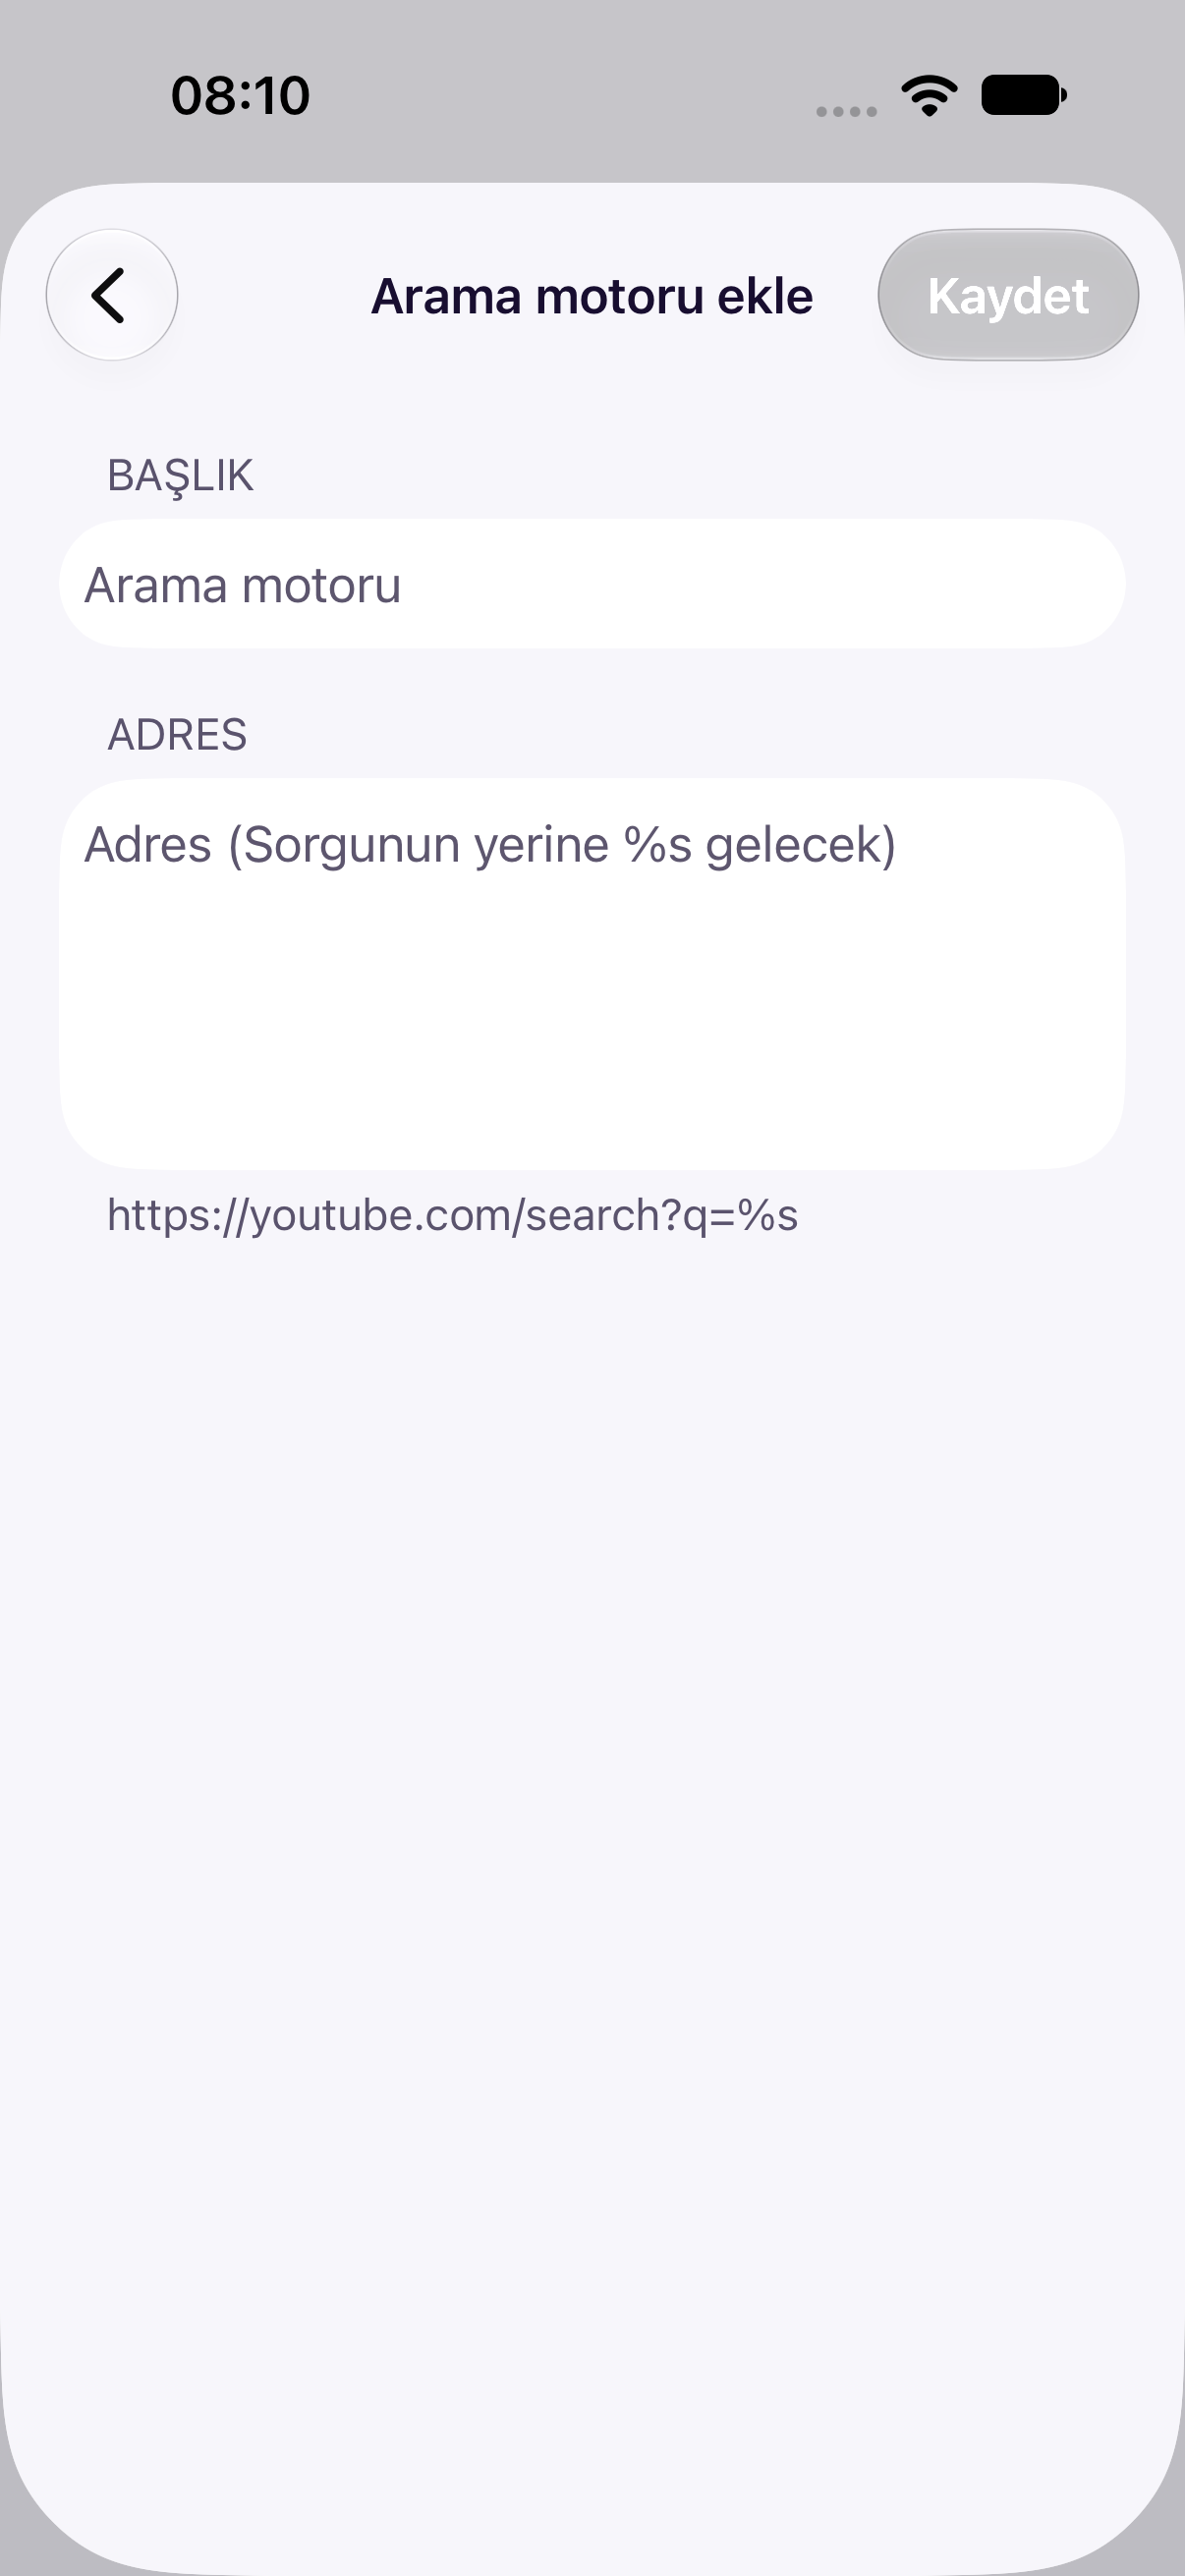 08:10
Arama motoru ekle
Kaydet
BAŞLIK
Arama motoru
ADRES
Adres (Sorgunun yerine %s gelecek)
https://youtube.com/search?q=%s